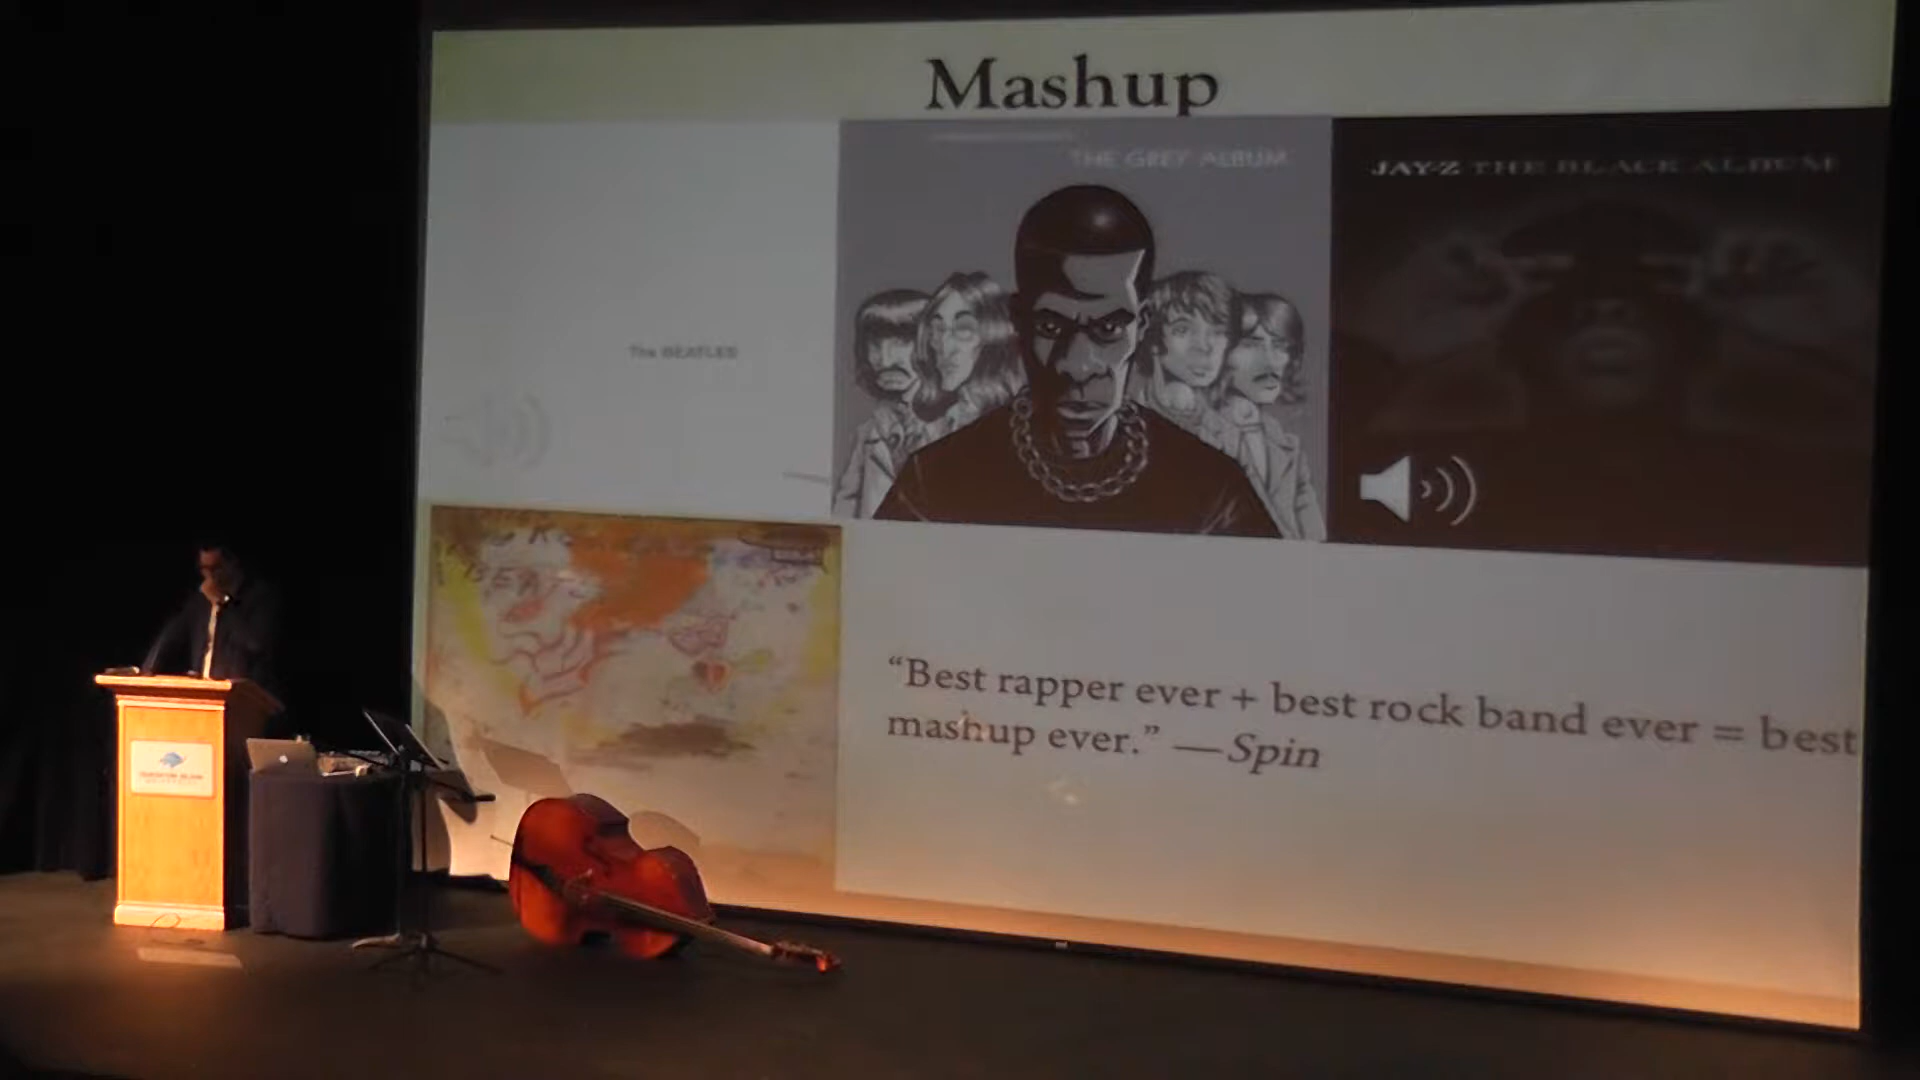 Mashup
The BEATLES
THE GREY ALBUM
JAY-Z THE BLACK ALBUM
“Best rapper ever + best rock band ever = best
mashup ever.” —Spin